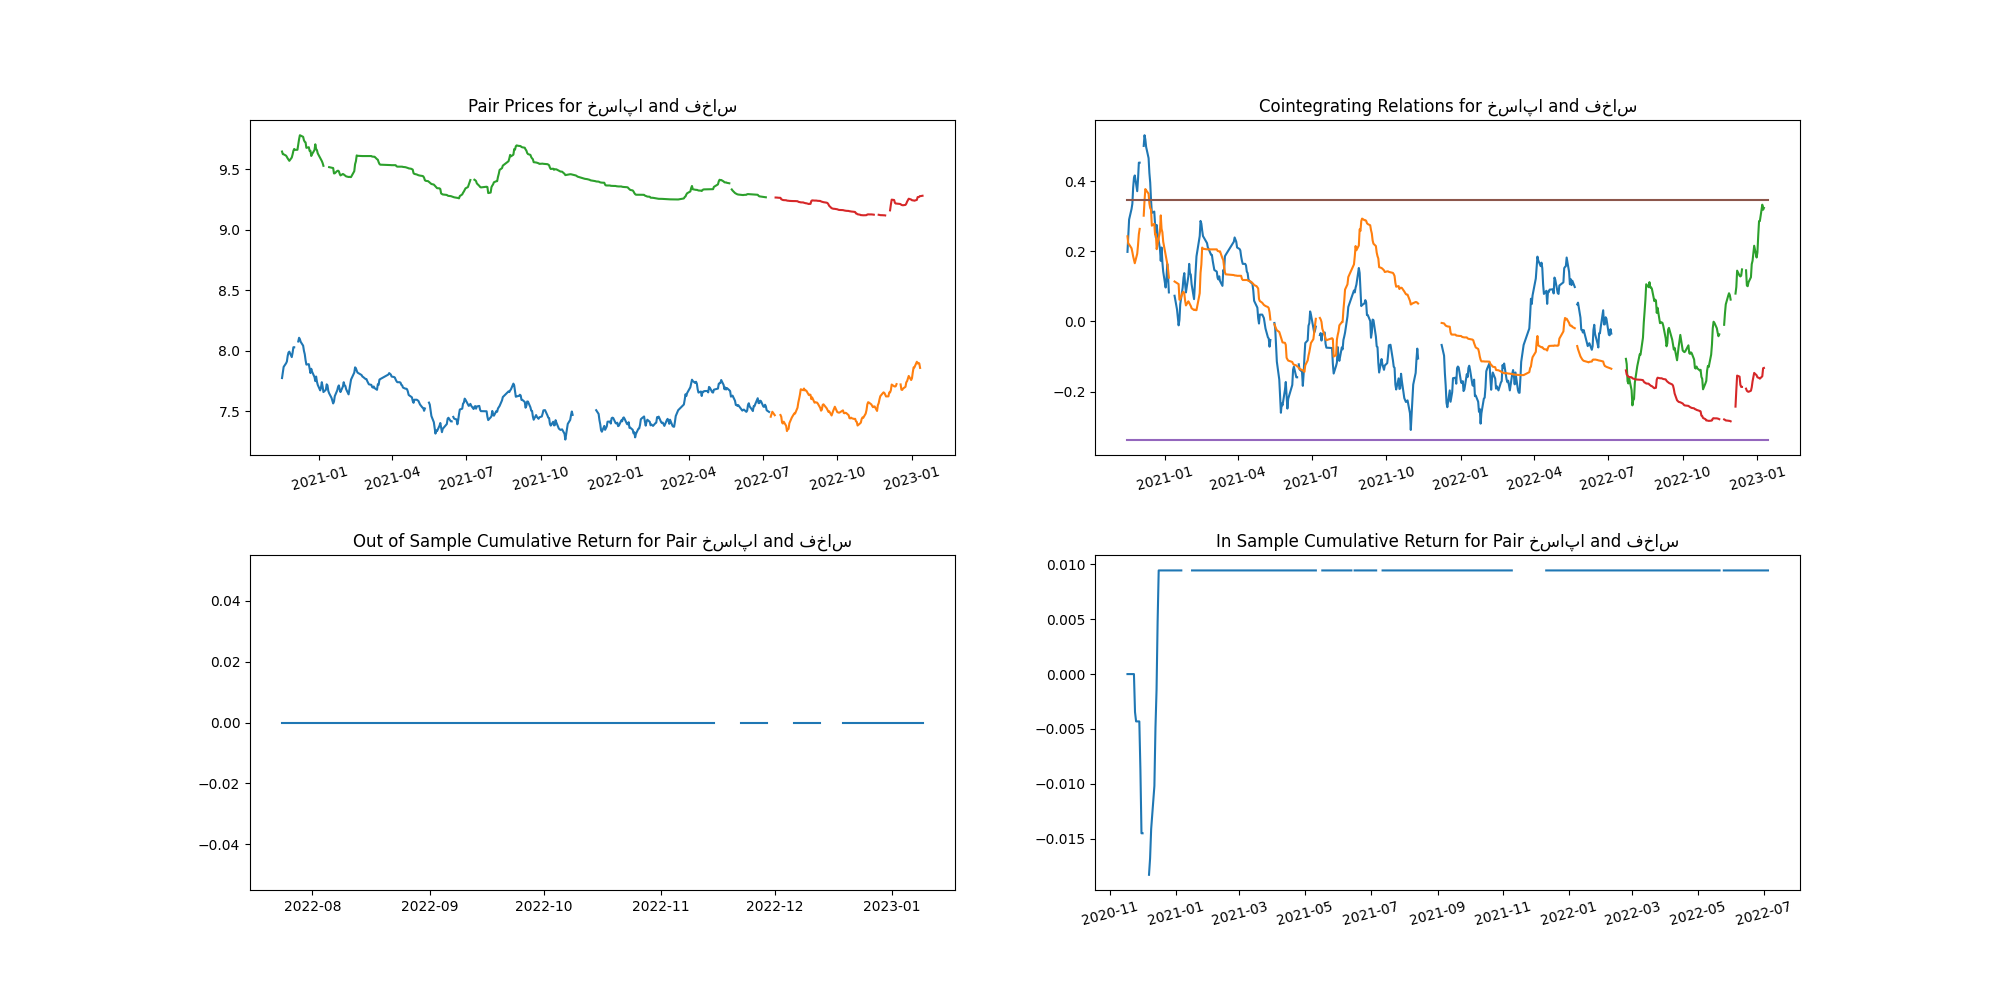 Pair Prices for خساپا and فخاس
9.5
9.0
8.5
8.0
7.5
2021-01 2021-04 2021-07 2021-10 2022-01 2022-04 2022-07 2022-10 2023-01
Cointegrating Relations for خساپا and فخاس
0.4
0.2
0.0
−0.2
2021-01 2021-04 2021-07 2021-10 2022-01 2022-04 2022-07 2022-10 2023-01
Out of Sample Cumulative Return for Pair خساپا and فخاس
0.04
0.02
0.00
−0.02
−0.04
2022-08 2022-09 2022-10 2022-11 2022-12 2023-01
In Sample Cumulative Return for Pair خساپا and فخاس
0.010
0.005
0.000
−0.005
−0.010
−0.015
2020-11 2021-01 2021-03 2021-05 2021-07 2021-09 2021-11 2022-01 2022-03 2022-05 2022-07